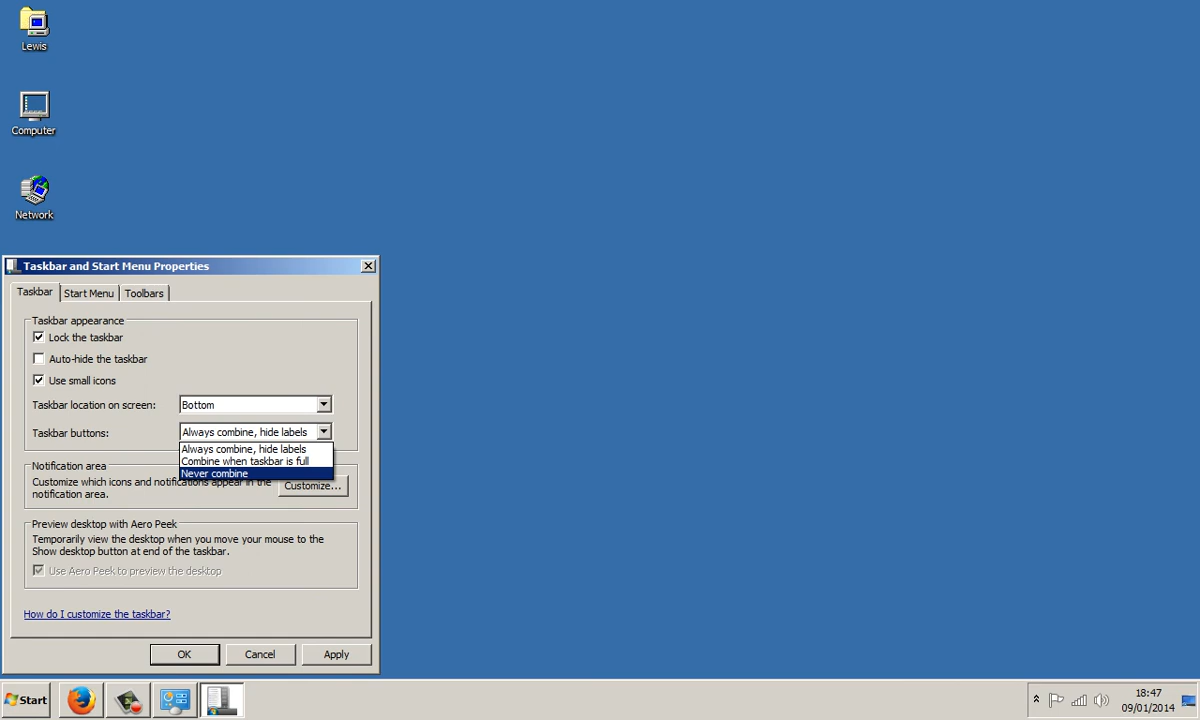 Lewis
Computer
Network
Taskbar and Start Menu Properties
Taskbar
Start Menu
Toolbars
Taskbar appearance
Lock the taskbar
Auto-hide the taskbar
Use small icons
Taskbar location on screen:
Bottom
Taskbar buttons:
Always combine, hide labels
Always combine, hide labels
Combine when taskbar is full
Never combine
Notification area
Customize which icons and notifications appear in the
notification area.
Customize...
Preview desktop with Aero Peek
Temporarily view the desktop when you move your mouse to the
Show desktop button at end of the taskbar.
Use Aero Peek to preview the desktop
How do I customize the taskbar?
OK
Cancel
Apply
Start
18:47
09/01/2014